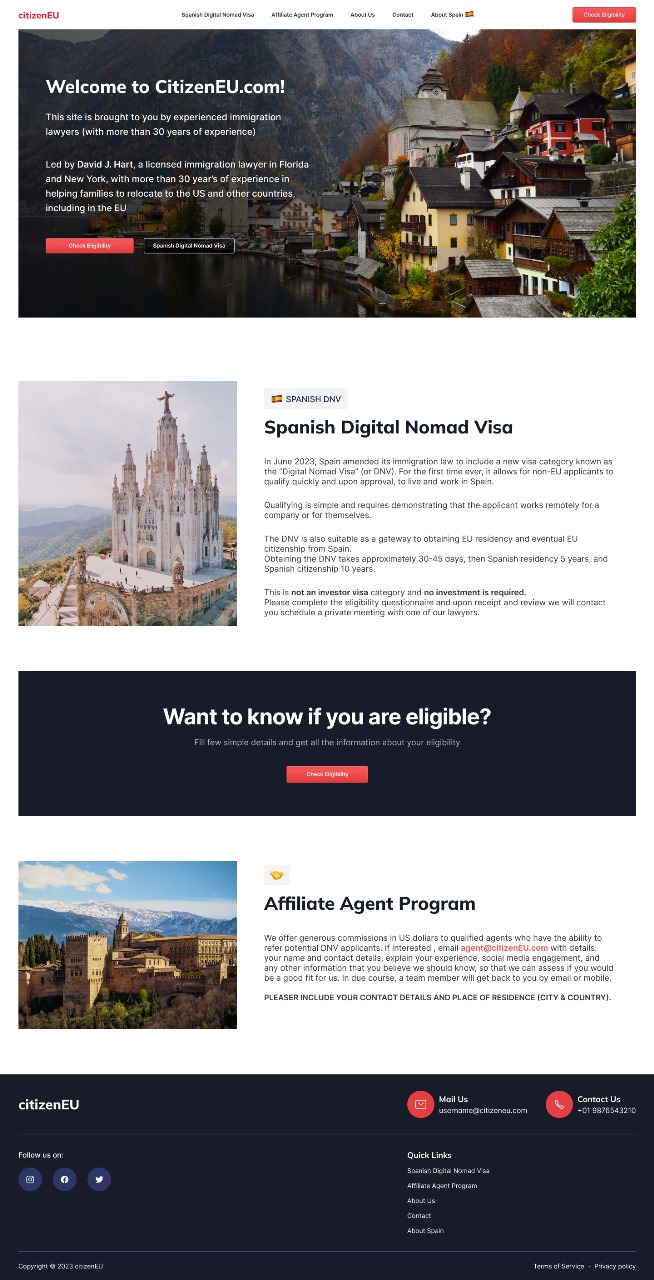 citizenEU
Spanish Digital Nomad Visa
Affiliate Agent Program
About Us
Contact
About Spain 🇪🇸
Check Eligibility
Welcome to CitizenEU.com!
This site is brought to you by experienced immigration
lawyers (with more than 30 years of experience)
Led by David J. Hart, a licensed immigration lawyer in Florida
and New York, with more than 30 year's of experience in
helping families to relocate to the US and other countries,
including in the EU
Check Eligibility
Spanish Digital Nomad Visa
🇪🇸 SPANISH DNV
Spanish Digital Nomad Visa
In June 2023, Spain amended its immigration law to include a new visa category known as
the "Digital Nomad Visa" (or DNV). For the first time ever, it allows for non-EU applicants to
qualify quickly and upon approval, to live and work in Spain.
Qualifying is simple and requires demonstrating that the applicant works remotely for a
company or for themselves.
The DNV is also suitable as a gateway to obtaining EU residency and eventual EU
citizenship from Spain.
Obtaining the DNV takes approximately 30-45 days, then Spanish residency 5 years, and
Spanish citizenship 10 years.
This is not an investor visa category and no investment is required.
Please complete the eligibility questionnaire and upon receipt and review we will contact
you schedule a private meeting with one of our lawyers.
Want to know if you are eligible?
Fill few simple details and get all the information about your eligibility
Check Eligibility
Affiliate Agent Program
We offer generous commissions in US dollars to qualified agents who have the ability to
refer potential DNV applicants. If interested , email agent@citizenEU.com with details:
your name and contact details, explain your experience, social media engagement, and
any other information that you believe we should know, so that we can assess if you would
be a good fit for us. In due course, a team member will get back to you by email or mobile.
PLEASER INCLUDE YOUR CONTACT DETAILS AND PLACE OF RESIDENCE (CITY & COUNTRY).
citizenEU
Mail Us
username@citizeneu.com
Contact Us
+01 9876543210
Follow us on:
Quick Links
Spanish Digital Nomad Visa
Affiliate Agent Program
About Us
Contact
About Spain
Copyright © 2023 citizenEU
Terms of Service · Privacy policy